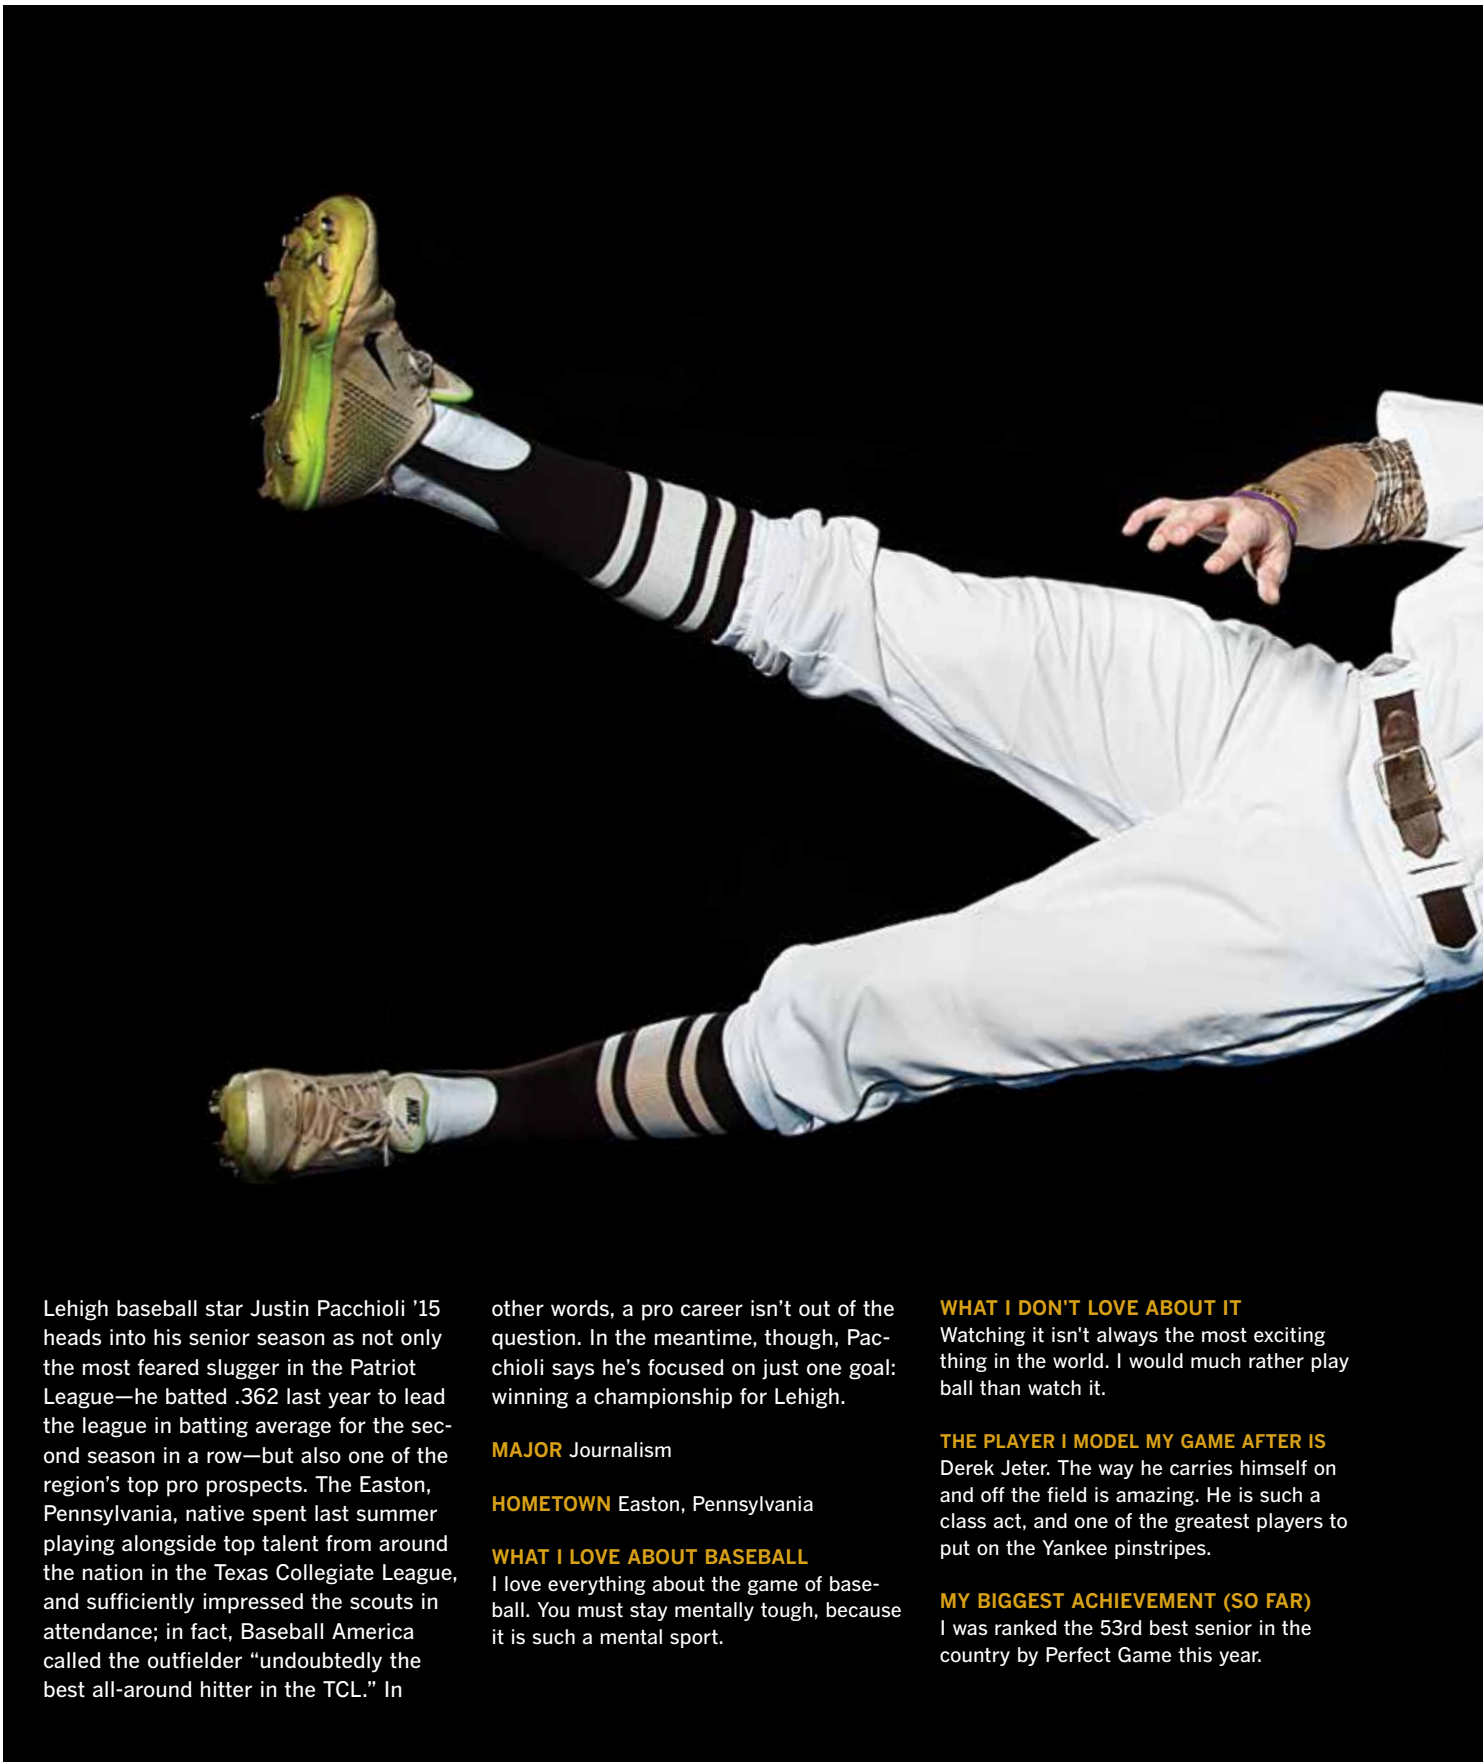 NIKE
Lehigh baseball star Justin Pacchioli ’15
heads into his senior season as not only
the most feared slugger in the Patriot
League—he batted .362 last year to lead
the league in batting average for the sec-
ond season in a row—but also one of the
region’s top pro prospects. The Easton,
Pennsylvania, native spent last summer
playing alongside top talent from around
the nation in the Texas Collegiate League,
and sufficiently impressed the scouts in
attendance; in fact, Baseball America
called the outfielder “undoubtedly the
best all-around hitter in the TCL.” In
other words, a pro career isn’t out of the
question. In the meantime, though, Pac-
chioli says he’s focused on just one goal:
winning a championship for Lehigh.
MAJOR Journalism
HOMETOWN Easton, Pennsylvania
WHAT I LOVE ABOUT BASEBALL
I love everything about the game of base-
ball. You must stay mentally tough, because
it is such a mental sport.
WHAT I DON'T LOVE ABOUT IT
Watching it isn't always the most exciting
thing in the world. I would much rather play
ball than watch it.
THE PLAYER I MODEL MY GAME AFTER IS
Derek Jeter. The way he carries himself on
and off the field is amazing. He is such a
class act, and one of the greatest players to
put on the Yankee pinstripes.
MY BIGGEST ACHIEVEMENT (SO FAR)
I was ranked the 53rd best senior in the
country by Perfect Game this year.